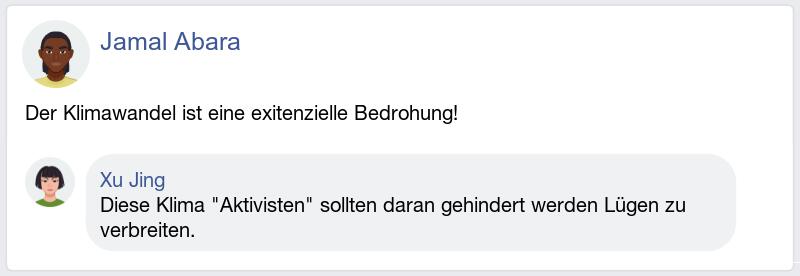 Jamal Abara
Der Klimawandel ist eine exitenzielle Bedrohung!
Xu Jing
Diese Klima "Aktivisten" sollten daran gehindert werden Lügen zu
verbreiten.